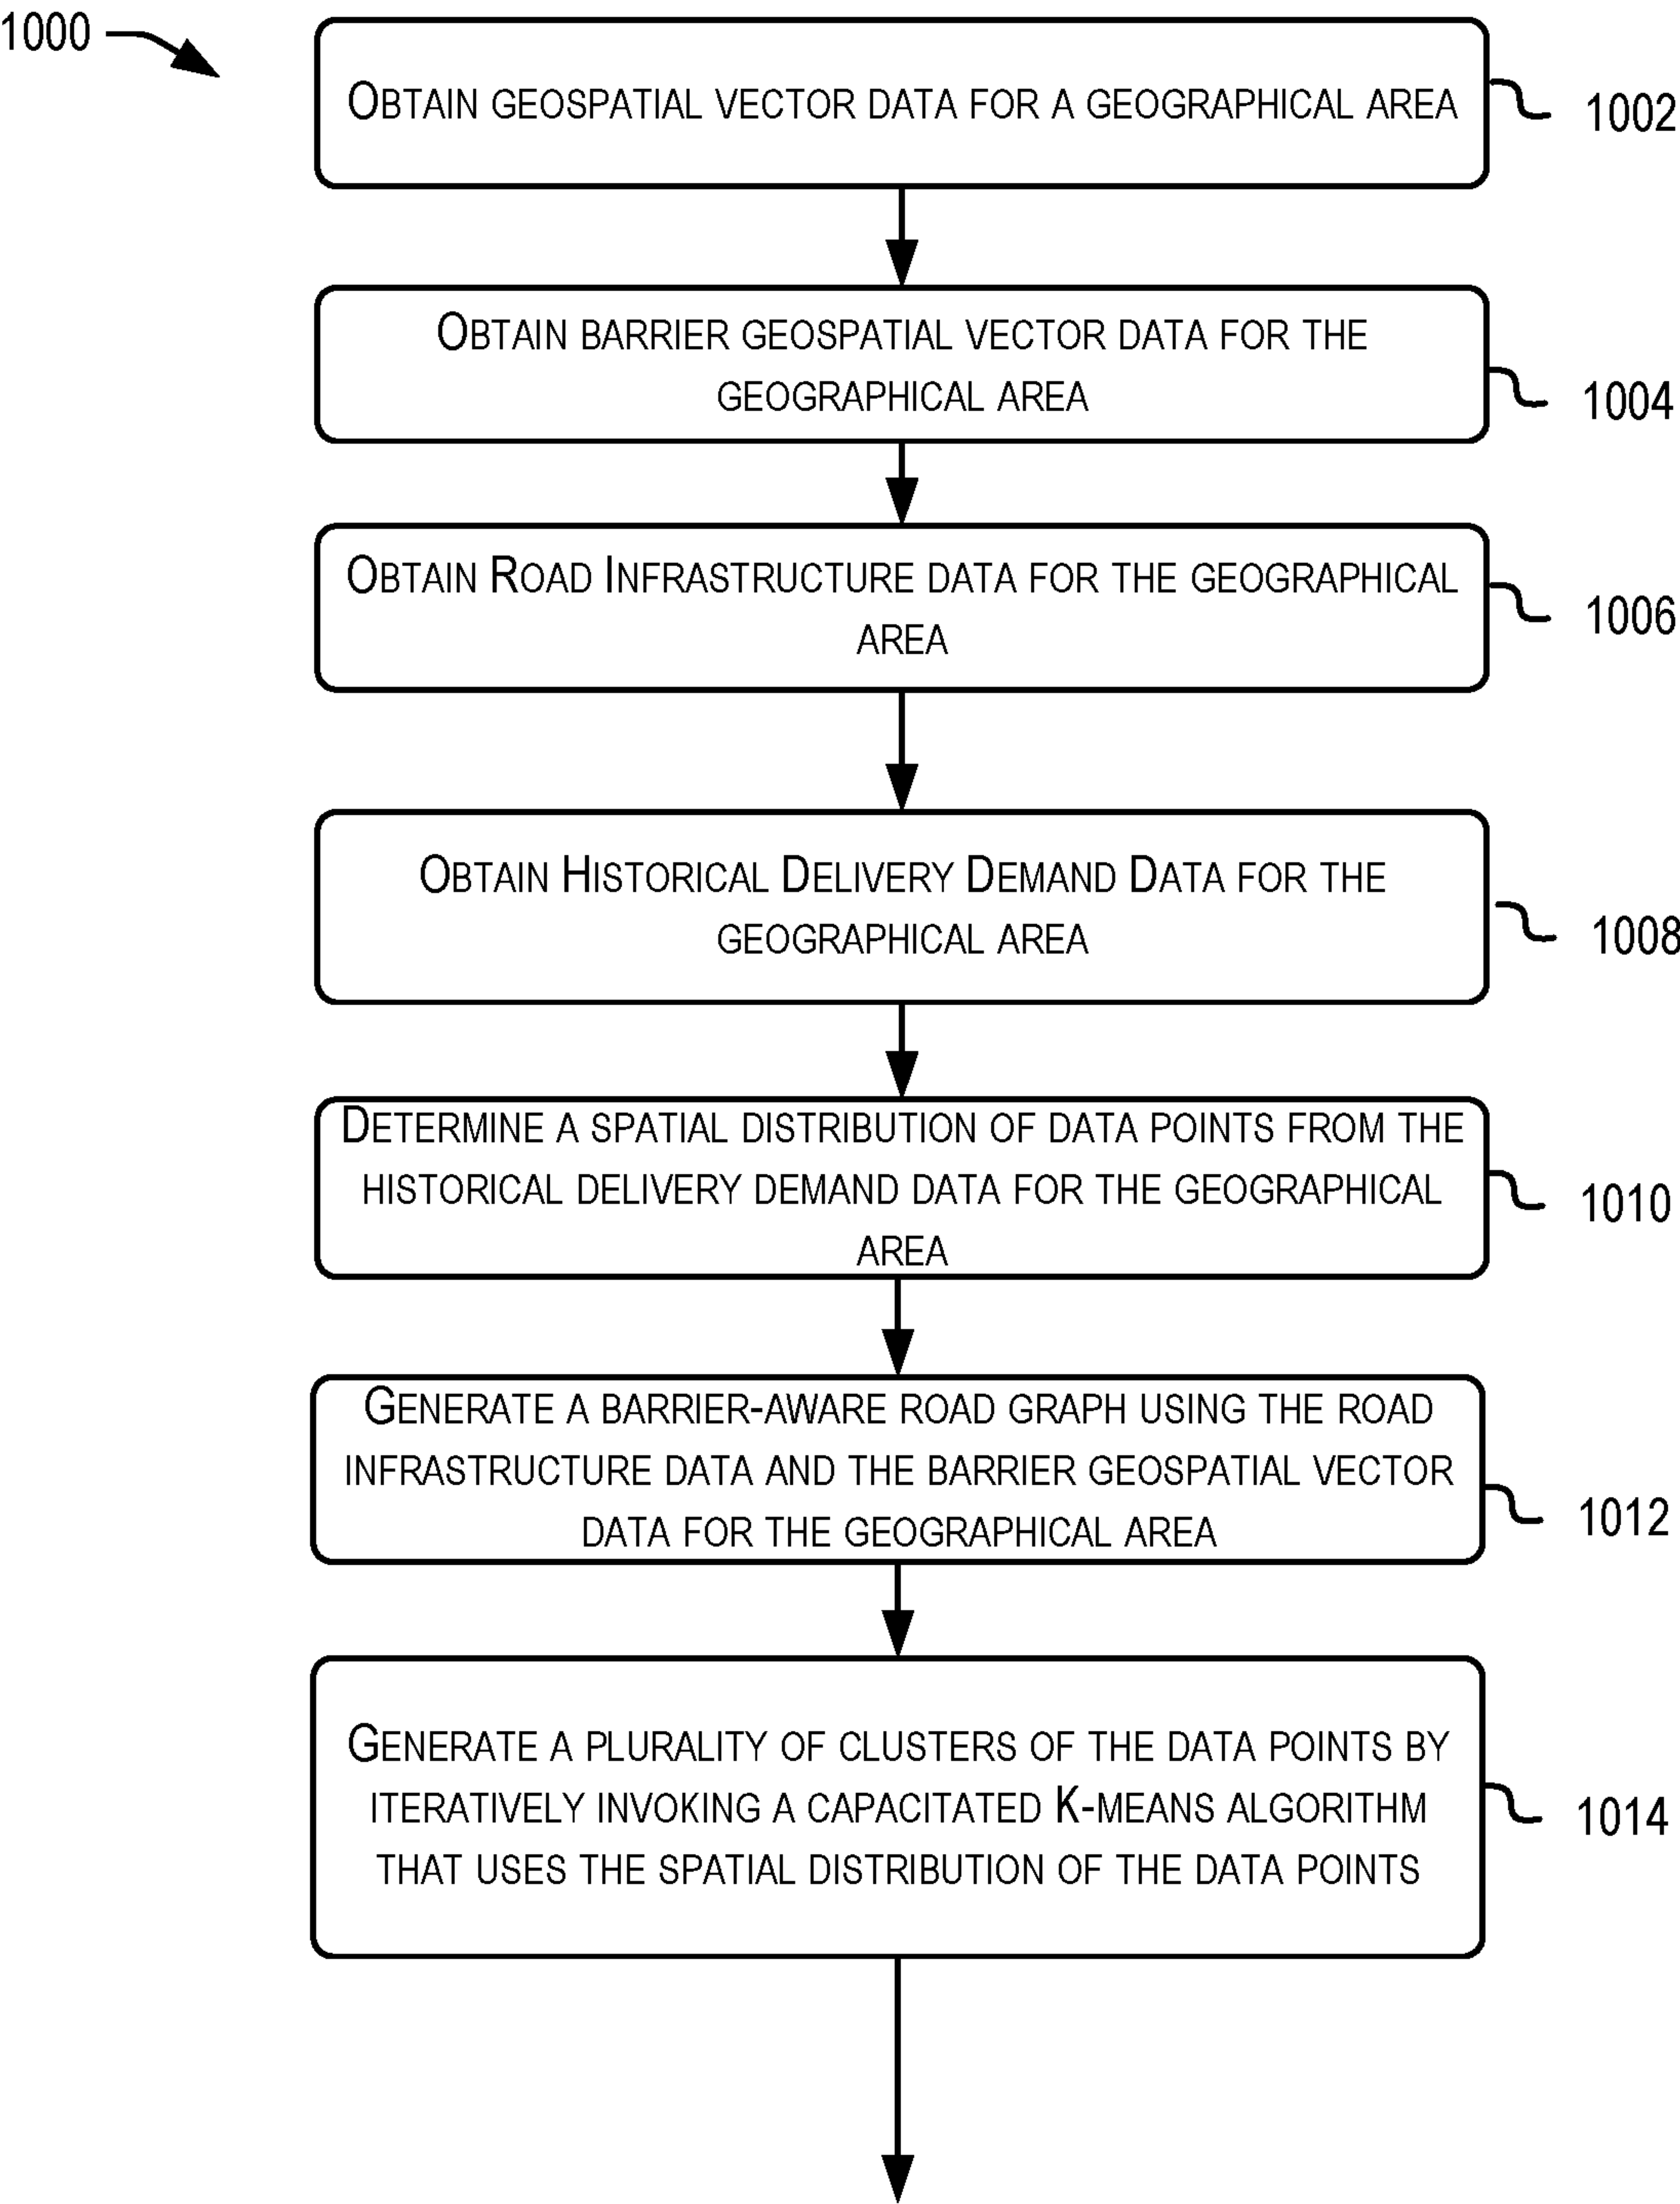 1000
OBTAIN GEOSPATIAL VECTOR DATA FOR A GEOGRAPHICAL AREA
1002
OBTAIN BARRIER GEOSPATIAL VECTOR DATA FOR THE
GEOGRAPHICAL AREA
1004
OBTAIN ROAD INFRASTRUCTURE DATA FOR THE GEOGRAPHICAL
AREA
1006
OBTAIN HISTORICAL DELIVERY DEMAND DATA FOR THE
GEOGRAPHICAL AREA
1008
DETERMINE A SPATIAL DISTRIBUTION OF DATA POINTS FROM THE
HISTORICAL DELIVERY DEMAND DATA FOR THE GEOGRAPHICAL
AREA
1010
GENERATE A BARRIER-AWARE ROAD GRAPH USING THE ROAD
INFRASTRUCTURE DATA AND THE BARRIER GEOSPATIAL VECTOR
DATA FOR THE GEOGRAPHICAL AREA
1012
GENERATE A PLURALITY OF CLUSTERS OF THE DATA POINTS BY
ITERATIVELY INVOKING A CAPACITATED K-MEANS ALGORITHM
THAT USES THE SPATIAL DISTRIBUTION OF THE DATA POINTS
1014